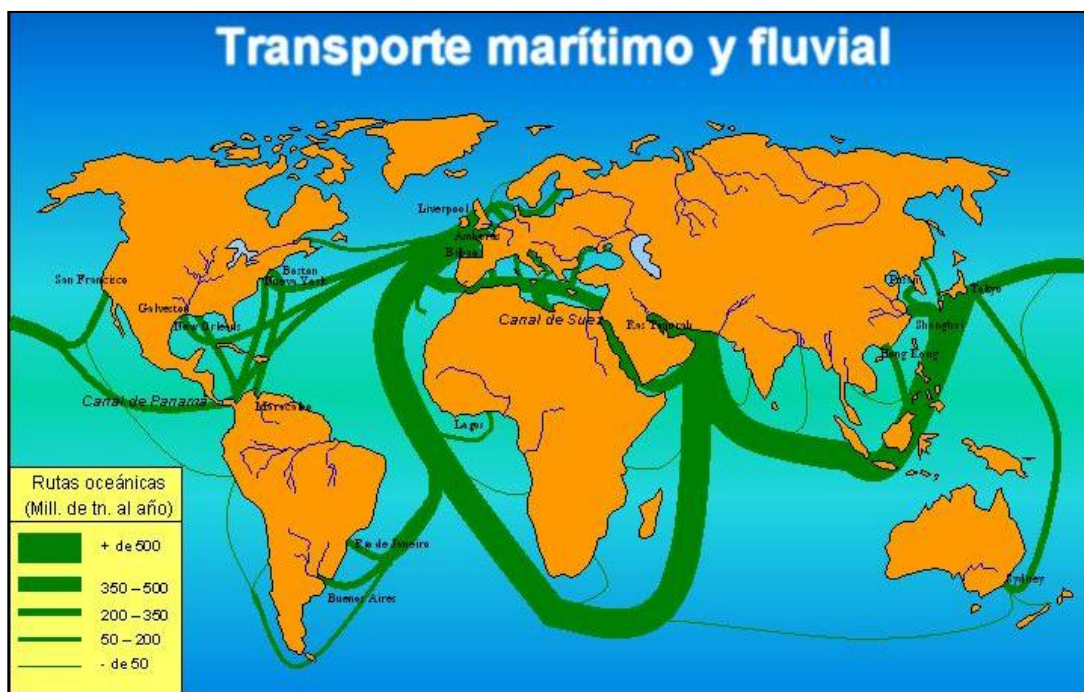 Transporte marítimo y fluvial
Liverpool
Amberes
Bilbao
Boston
Nueva York
San Francisco
Galveston
New Orleans
Canal de Suez
Ras Tanurah
Pusan
Tokyo
Shanghai
Hong Kong
Canal de Panama
Maracaibo
Lagos
Rio de Janeiro
Buenos Aires
Sydney
Rutas oceánicas
(Mill. de tn. al año)
+ de 500
350 – 500
200 – 350
50 – 200
- de 50